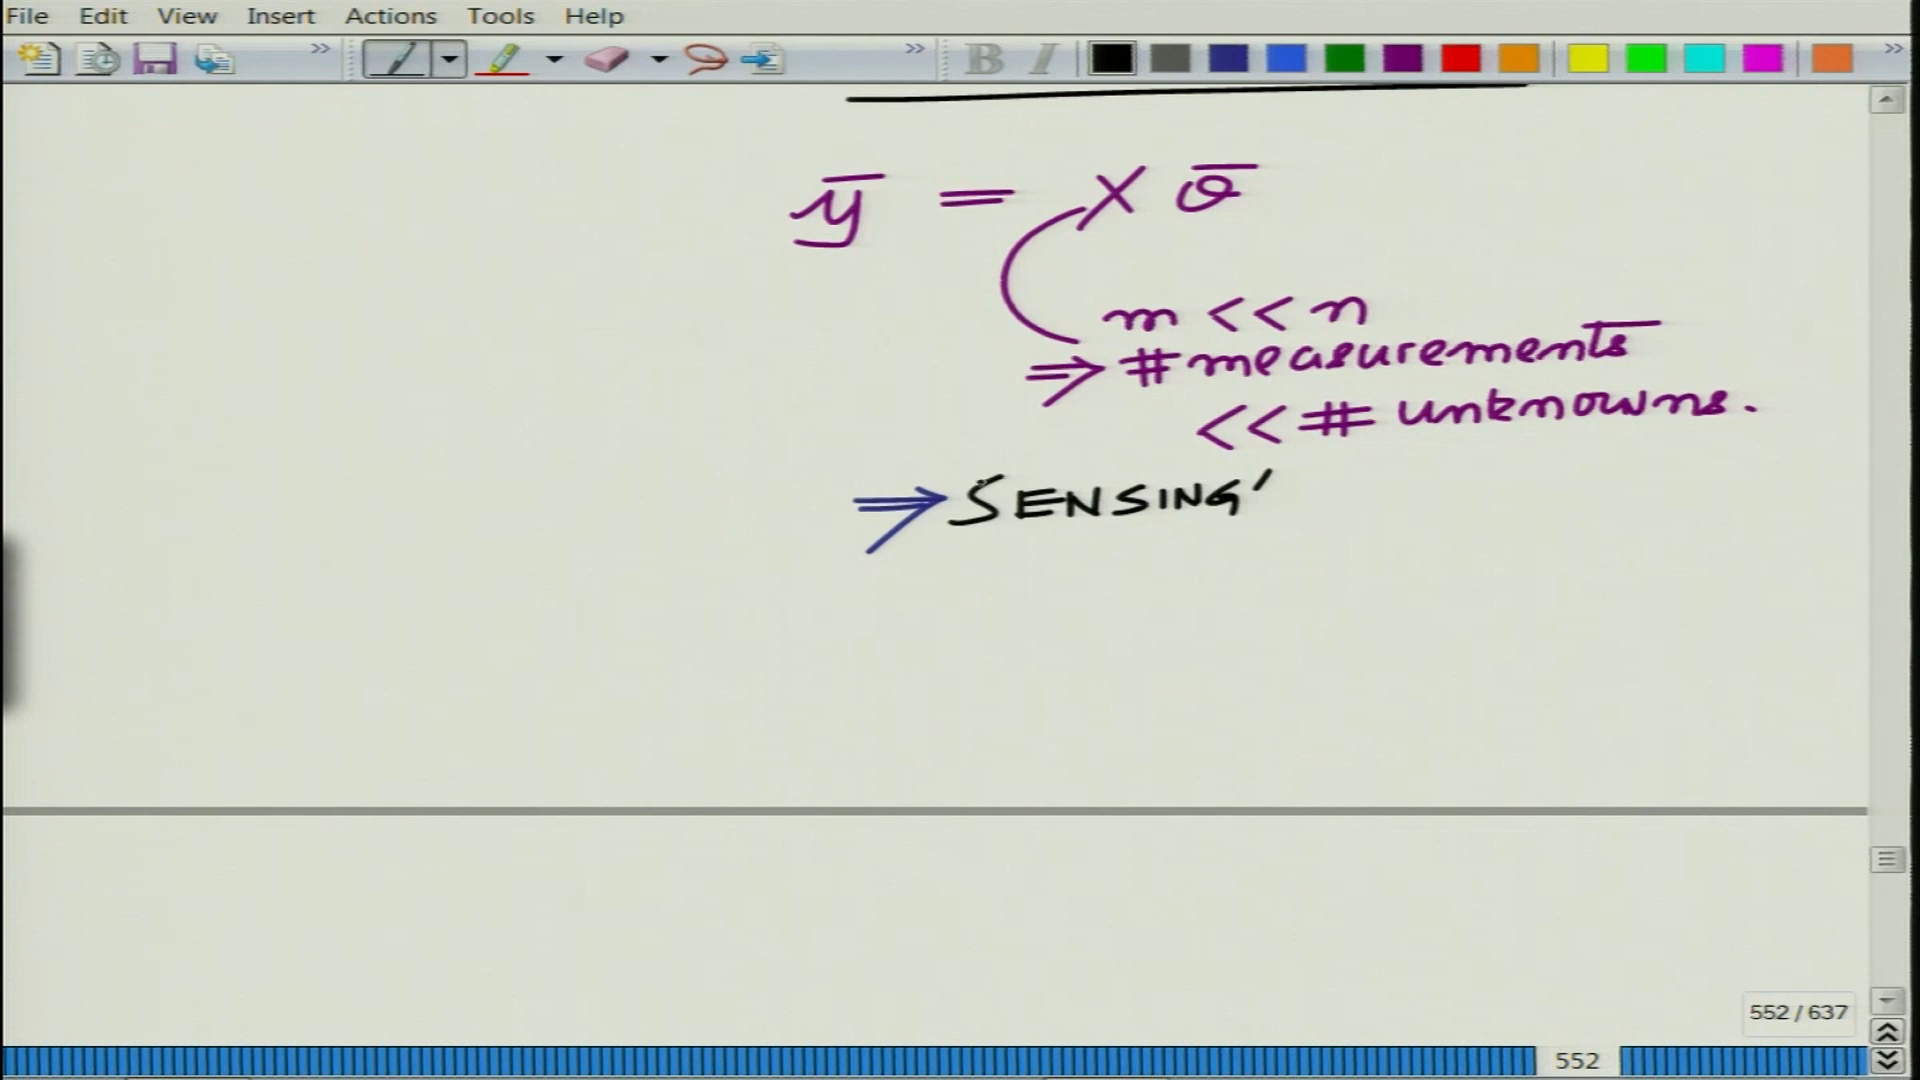 File Edit View Insert Actions Tools Help
B I
ȳ = X θ̄
m << n
⇒ # measurements
<< # unknowns.
⇒ SENSING'
552 / 637
552